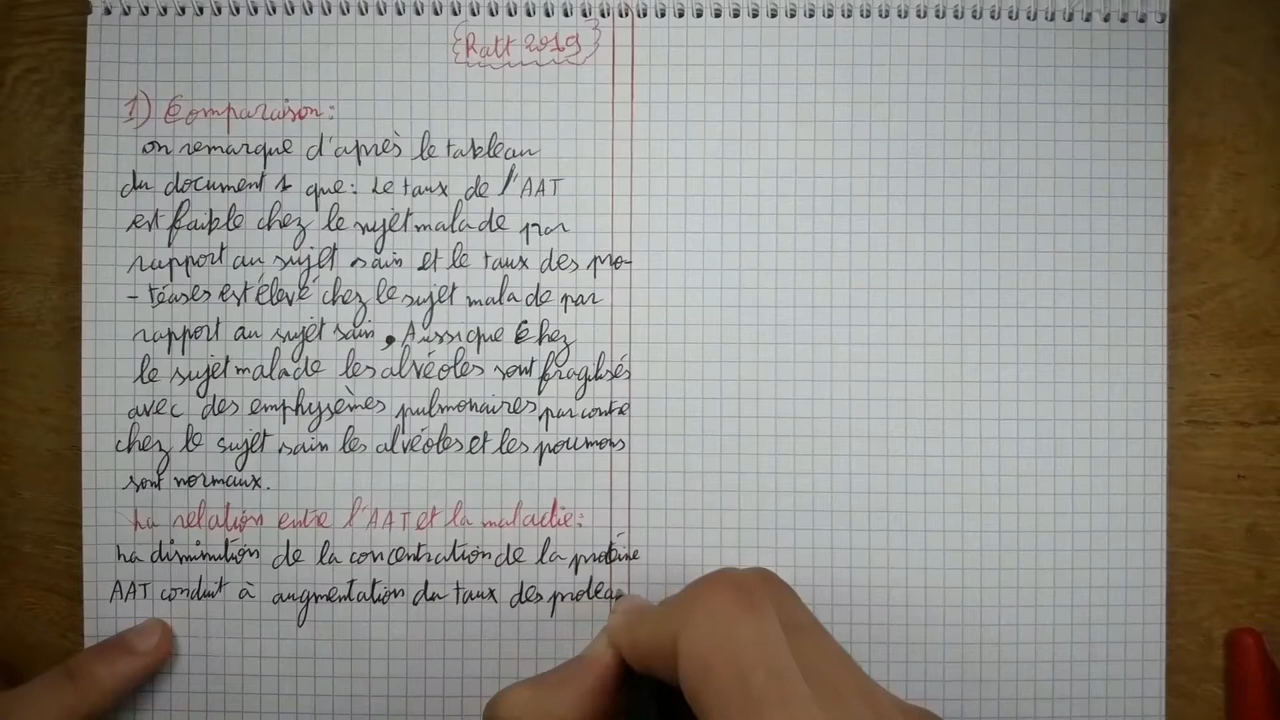 Ratt 2019
1) Comparaison:
on remarque d'après le tableau
du document 1 que: Le taux de l'AAT
est faible chez le sujet malade par
rapport au sujet sain et le taux des pro-
-téases est élevé chez le sujet malade par
rapport au sujet sain, Aussi que Chez
le sujet malade les alvéoles sont fragilisés
avec des emphysèmes pulmonaires par contre
chez le sujet sain les alvéoles et les poumons
sont normaux.
La relation entre l'AAT et la maladie:
La diminution de la concentration de la protéine
AAT conduit à augmentation du taux des protéa